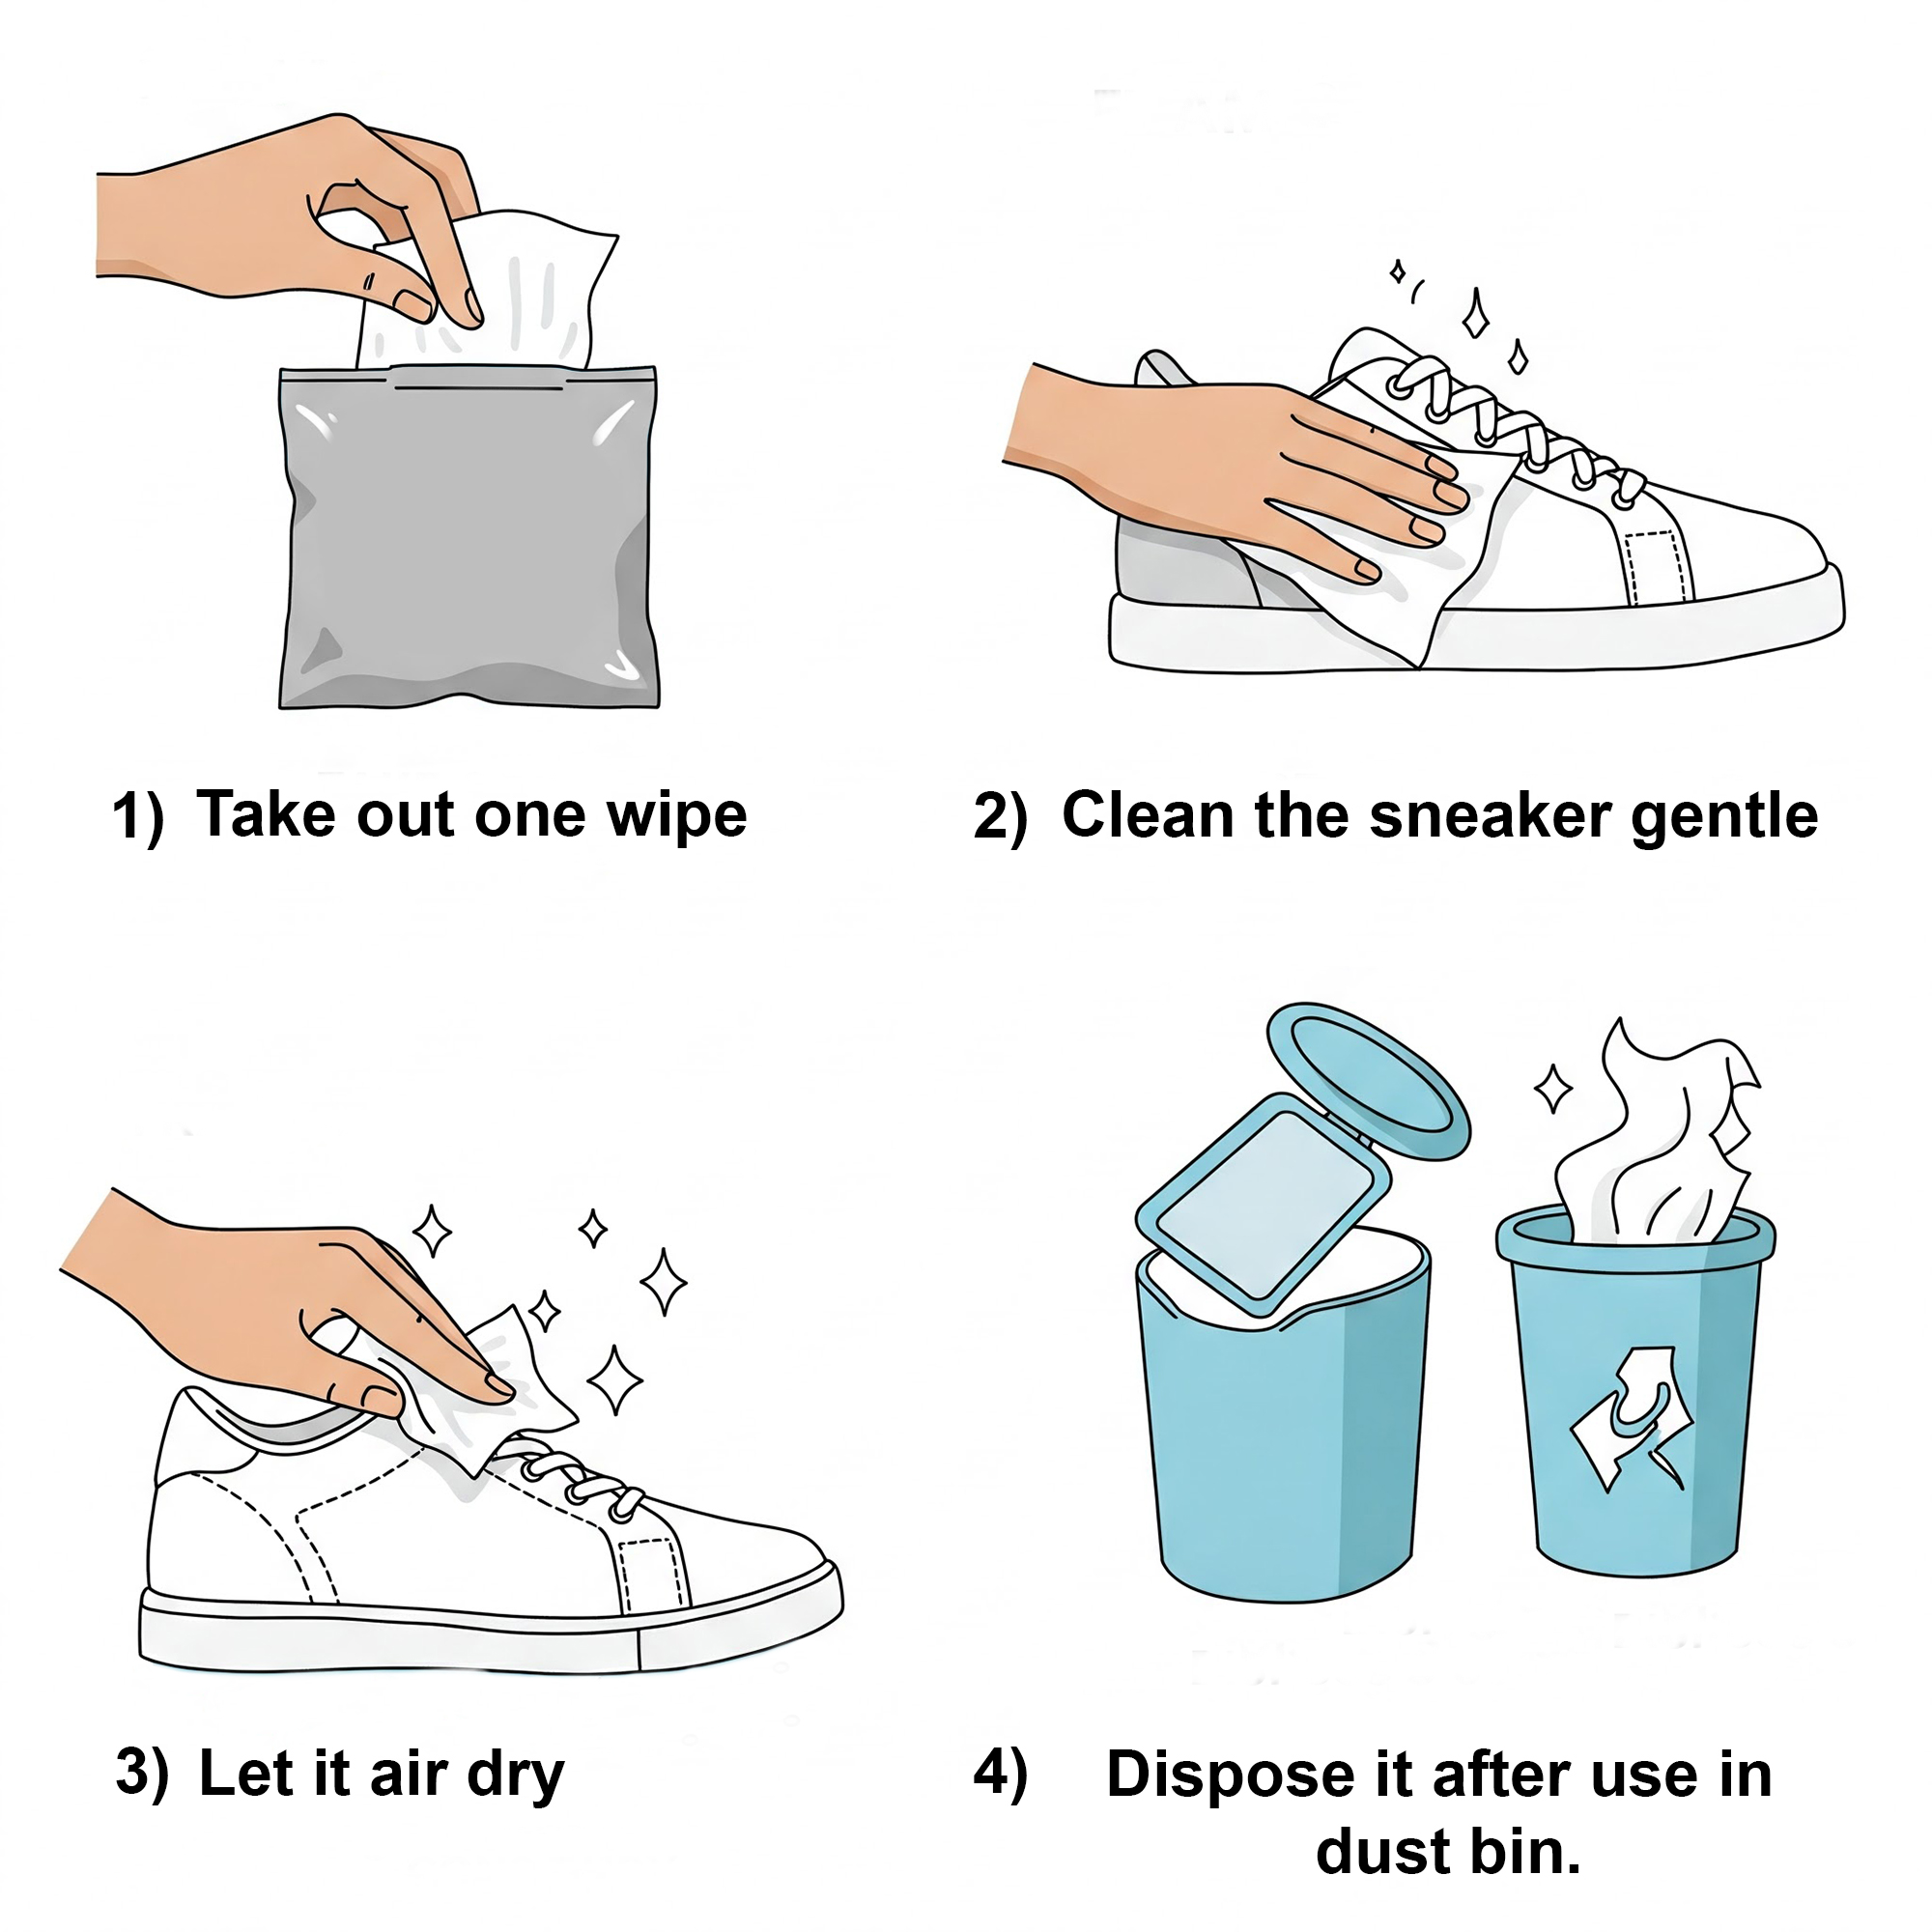 1) Take out one wipe
2) Clean the sneaker gentle
3) Let it air dry
4) Dispose it after use in
dust bin.